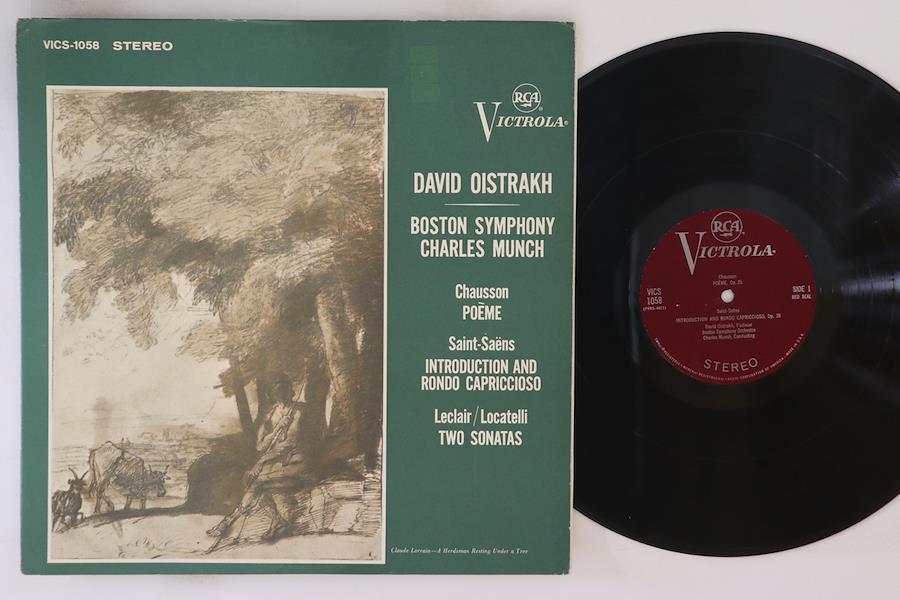 VICS-1058 STEREO
RCA
VICTROLA®
DAVID OISTRAKH
BOSTON SYMPHONY
CHARLES MUNCH
Chausson
POÈME
Saint-Saëns
INTRODUCTION AND
RONDO CAPRICCIOSO
Leclair/Locatelli
TWO SONATAS
Claude Lorrain—A Herdsman Resting Under a Tree
RCA
VICTROLA
Chausson
POÈME, Op. 25
VICS
1058
SIDE 1
RED SEAL
Saint-Saëns
INTRODUCTION AND RONDO CAPRICCIOSO, Op. 28
David Oistrakh, Violinist
Boston Symphony Orchestra
Charles Munch, Conducting
STEREO